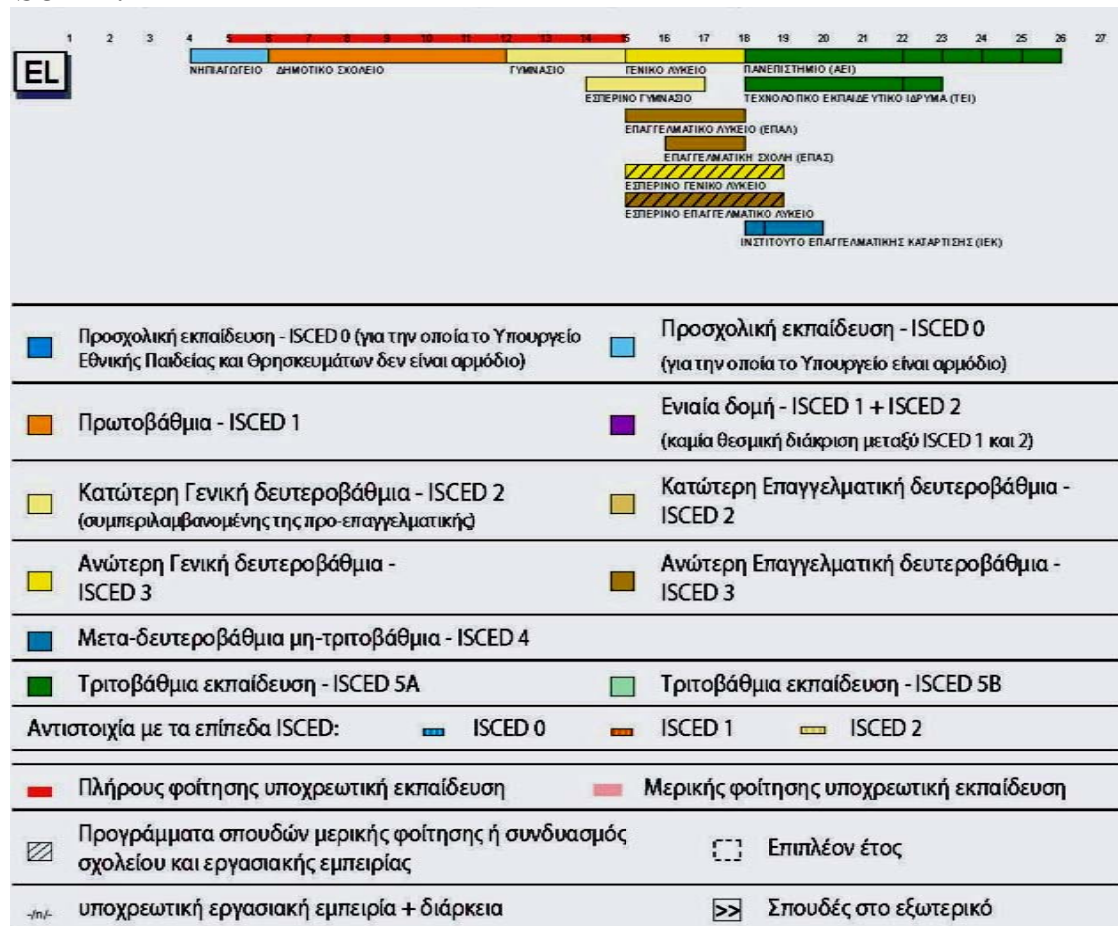 1 2 3 4 5 6 7 8 9 10 11 12 13 14 15 16 17 18 19 20 21 22 23 24 25 26 27
EL
ΝΗΠΙΑΓΩΓΕΙΟ ΔΗΜΟΤΙΚΟ ΣΧΟΛΕΙΟ ΓΥΜΝΑΣΙΟ ΓΕΝΙΚΟ ΛΥΚΕΙΟ ΠΑΝΕΠΙΣΤΗΜΙΟ (ΑΕΙ)
ΕΣΠΕΡΙΝΟ ΓΥΜΝΑΣΙΟ ΤΕΧΝΟΛΟΓΙΚΟ ΕΚΠΑΙΔΕΥΤΙΚΟ ΙΔΡΥΜΑ (ΤΕΙ)
ΕΠΑΓΓΕΛΜΑΤΙΚΟ ΛΥΚΕΙΟ (ΕΠΑΛ)
ΕΠΑΓΓΕΛΜΑΤΙΚΗ ΣΧΟΛΗ (ΕΠΑΣ)
ΕΣΠΕΡΙΝΟ ΓΕΝΙΚΟ ΛΥΚΕΙΟ
ΕΣΠΕΡΙΝΟ ΕΠΑΓΓΕΛΜΑΤΙΚΟ ΛΥΚΕΙΟ
ΙΝΣΤΙΤΟΥΤΟ ΕΠΑΓΓΕΛΜΑΤΙΚΗΣ ΚΑΤΑΡΤΙΣΗΣ (ΙΕΚ)
Προσχολική εκπαίδευση - ISCED 0 (για την οποία το Υπουργείο
Εθνικής Παιδείας και Θρησκευμάτων δεν είναι αρμόδιο)
Προσχολική εκπαίδευση - ISCED 0
(για την οποία το Υπουργείο είναι αρμόδιο)
Πρωτοβάθμια - ISCED 1
Ενιαία δομή - ISCED 1 + ISCED 2
(καμία θεσμική διάκριση μεταξύ ISCED 1 και 2)
Κατώτερη Γενική δευτεροβάθμια - ISCED 2
(συμπεριλαμβανομένης της προ-επαγγελματικής)
Κατώτερη Επαγγελματική δευτεροβάθμια -
ISCED 2
Ανώτερη Γενική δευτεροβάθμια -
ISCED 3
Ανώτερη Επαγγελματική δευτεροβάθμια -
ISCED 3
Μετα-δευτεροβάθμια μη-τριτοβάθμια - ISCED 4
Τριτοβάθμια εκπαίδευση - ISCED 5A
Τριτοβάθμια εκπαίδευση - ISCED 5B
Αντιστοιχία με τα επίπεδα ISCED: ISCED 0 ISCED 1 ISCED 2
Πλήρους φοίτησης υποχρεωτική εκπαίδευση
Μερικής φοίτησης υποχρεωτική εκπαίδευση
Προγράμματα σπουδών μερικής φοίτησης ή συνδυασμός
σχολείου και εργασιακής εμπειρίας
Επιπλέον έτος
-/n/- υποχρεωτική εργασιακή εμπειρία + διάρκεια
>> Σπουδές στο εξωτερικό